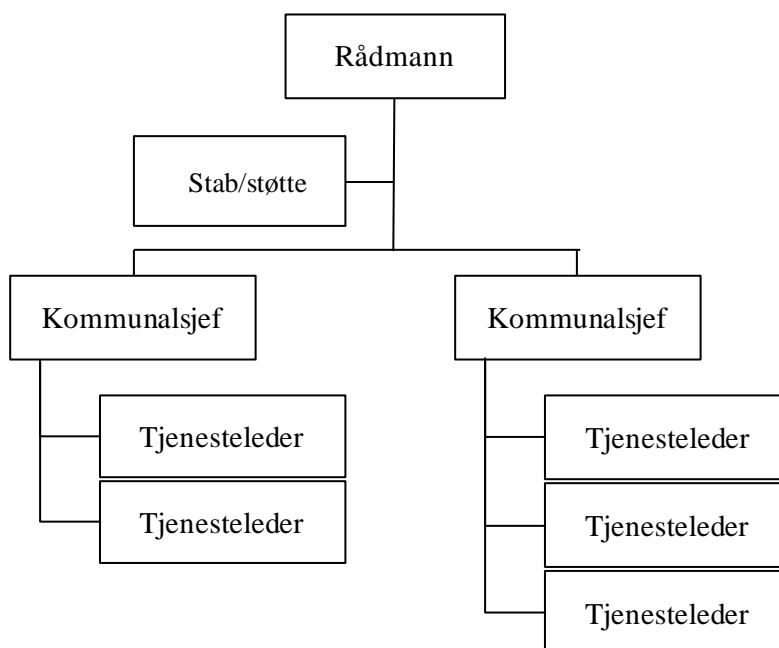 Rådmann
Stab/støtte
Kommunalsjef
Tjenesteleder
Tjenesteleder
Kommunalsjef
Tjenesteleder
Tjenesteleder
Tjenesteleder